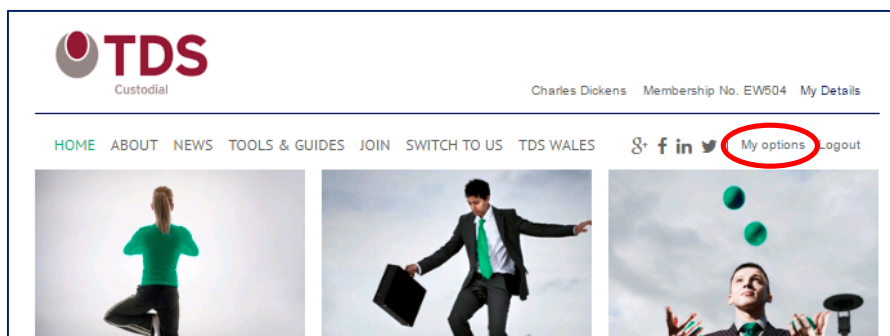 TDS
Custodial
Charles Dickens Membership No. EW504 My Details
HOME ABOUT NEWS TOOLS & GUIDES JOIN SWITCH TO US TDS WALES g+ f in My options Logout